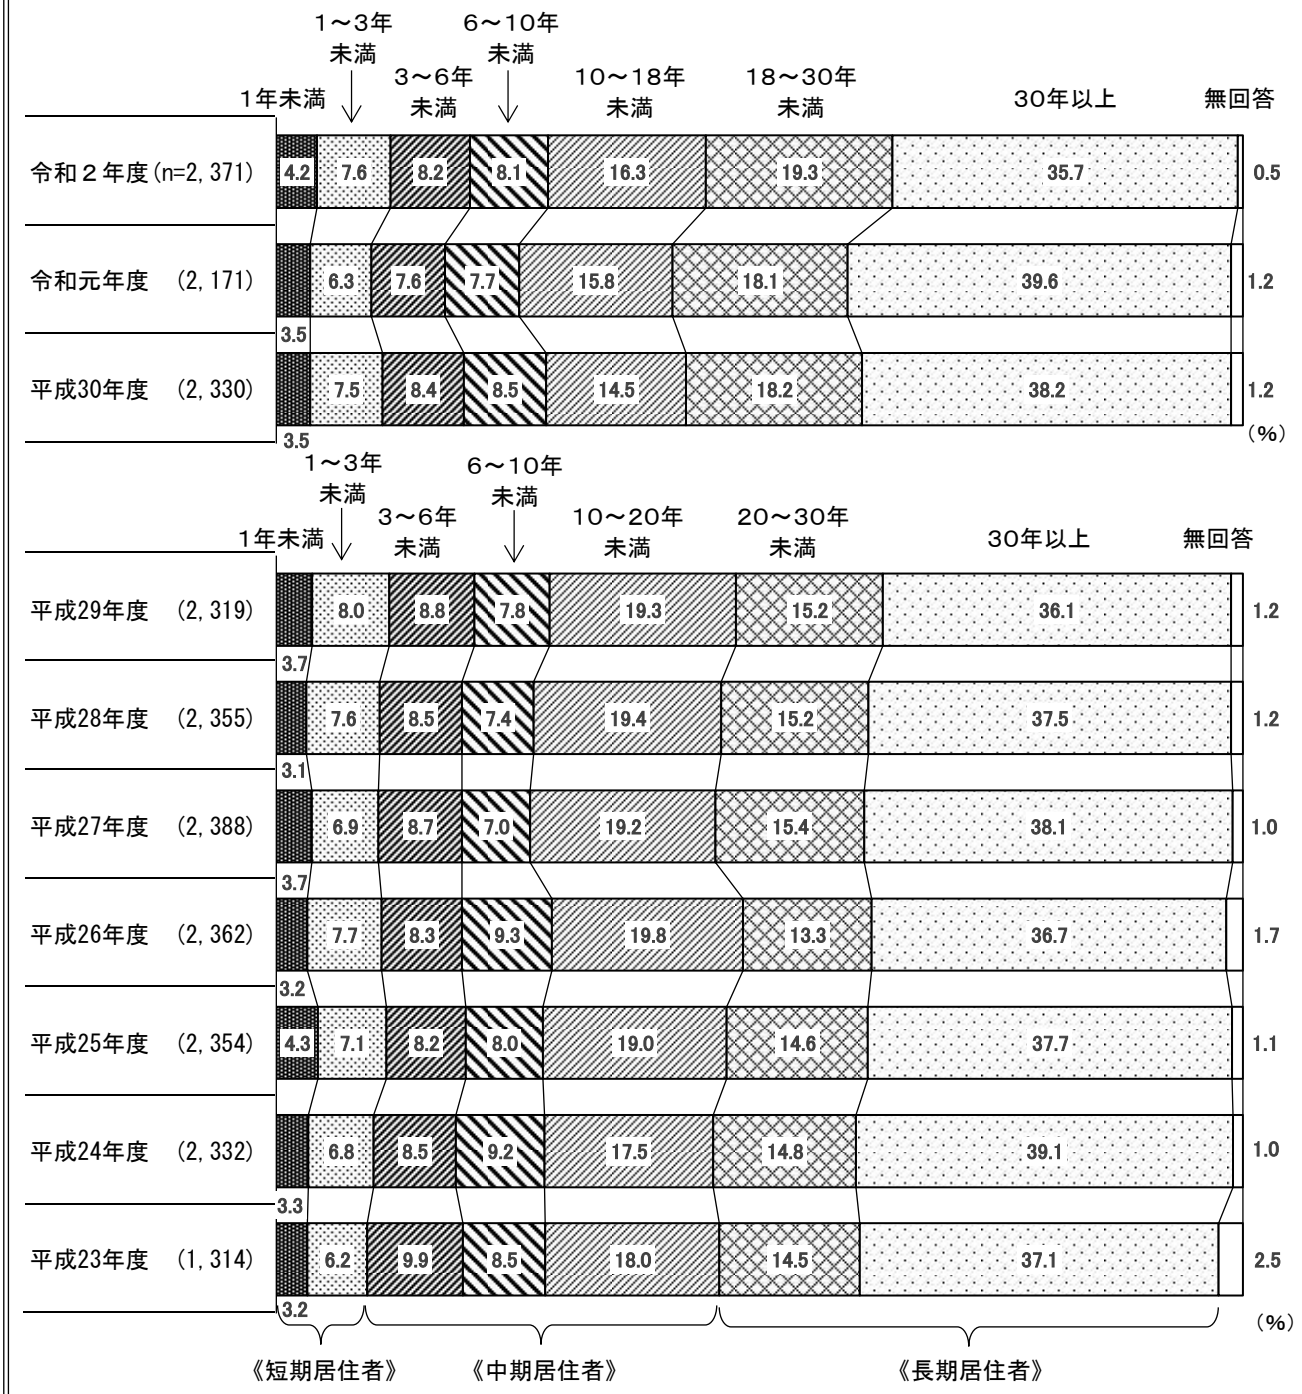 1～3年
未満
6～10年
未満
1年未満
3～6年
未満
10～18年
未満
18～30年
未満
30年以上
無回答
令和２年度(n=2,371)
4.2
7.6
8.2
8.1
16.3
19.3
35.7
0.5
令和元年度 (2,171)
6.3
7.6
7.7
15.8
18.1
39.6
1.2
3.5
平成30年度 (2,330)
7.5
8.4
8.5
14.5
18.2
38.2
1.2
3.5
(%)
1～3年
未満
6～10年
未満
1年未満
3～6年
未満
10～20年
未満
20～30年
未満
30年以上
無回答
平成29年度 (2,319)
8.0
8.8
7.8
19.3
15.2
36.1
1.2
3.7
平成28年度 (2,355)
7.6
8.5
7.4
19.4
15.2
37.5
1.2
3.1
平成27年度 (2,388)
6.9
8.7
7.0
19.2
15.4
38.1
1.0
3.7
平成26年度 (2,362)
7.7
8.3
9.3
19.8
13.3
36.7
1.7
3.2
平成25年度 (2,354)
4.3
7.1
8.2
8.0
19.0
14.6
37.7
1.1
平成24年度 (2,332)
6.8
8.5
9.2
17.5
14.8
39.1
1.0
3.3
平成23年度 (1,314)
6.2
9.9
8.5
18.0
14.5
37.1
2.5
3.2
(%)
《短期居住者》
《中期居住者》
《長期居住者》